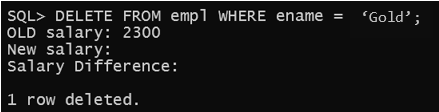 SQL> DELETE FROM empl WHERE ename = ‘Gold’;
OLD salary: 2300
New salary:
Salary Difference:
1 row deleted.